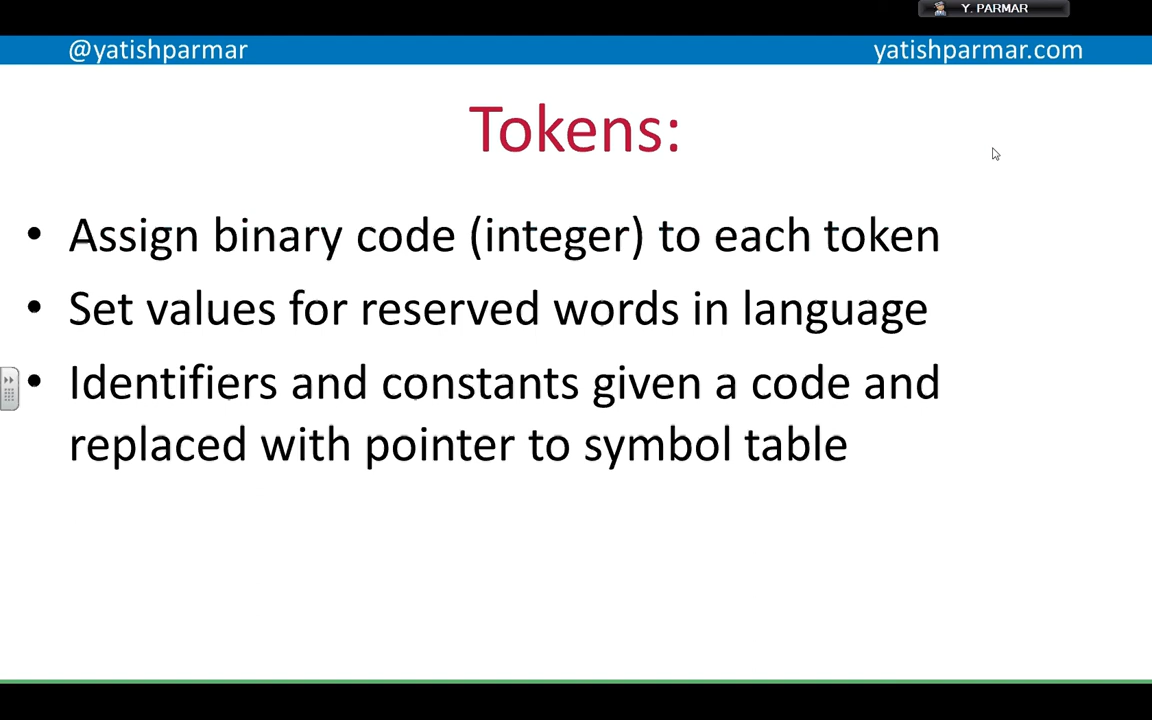 Y. PARMAR
@yatishparmar yatishparmar.com
Tokens:
• Assign binary code (integer) to each token
• Set values for reserved words in language
• Identifiers and constants given a code and
replaced with pointer to symbol table